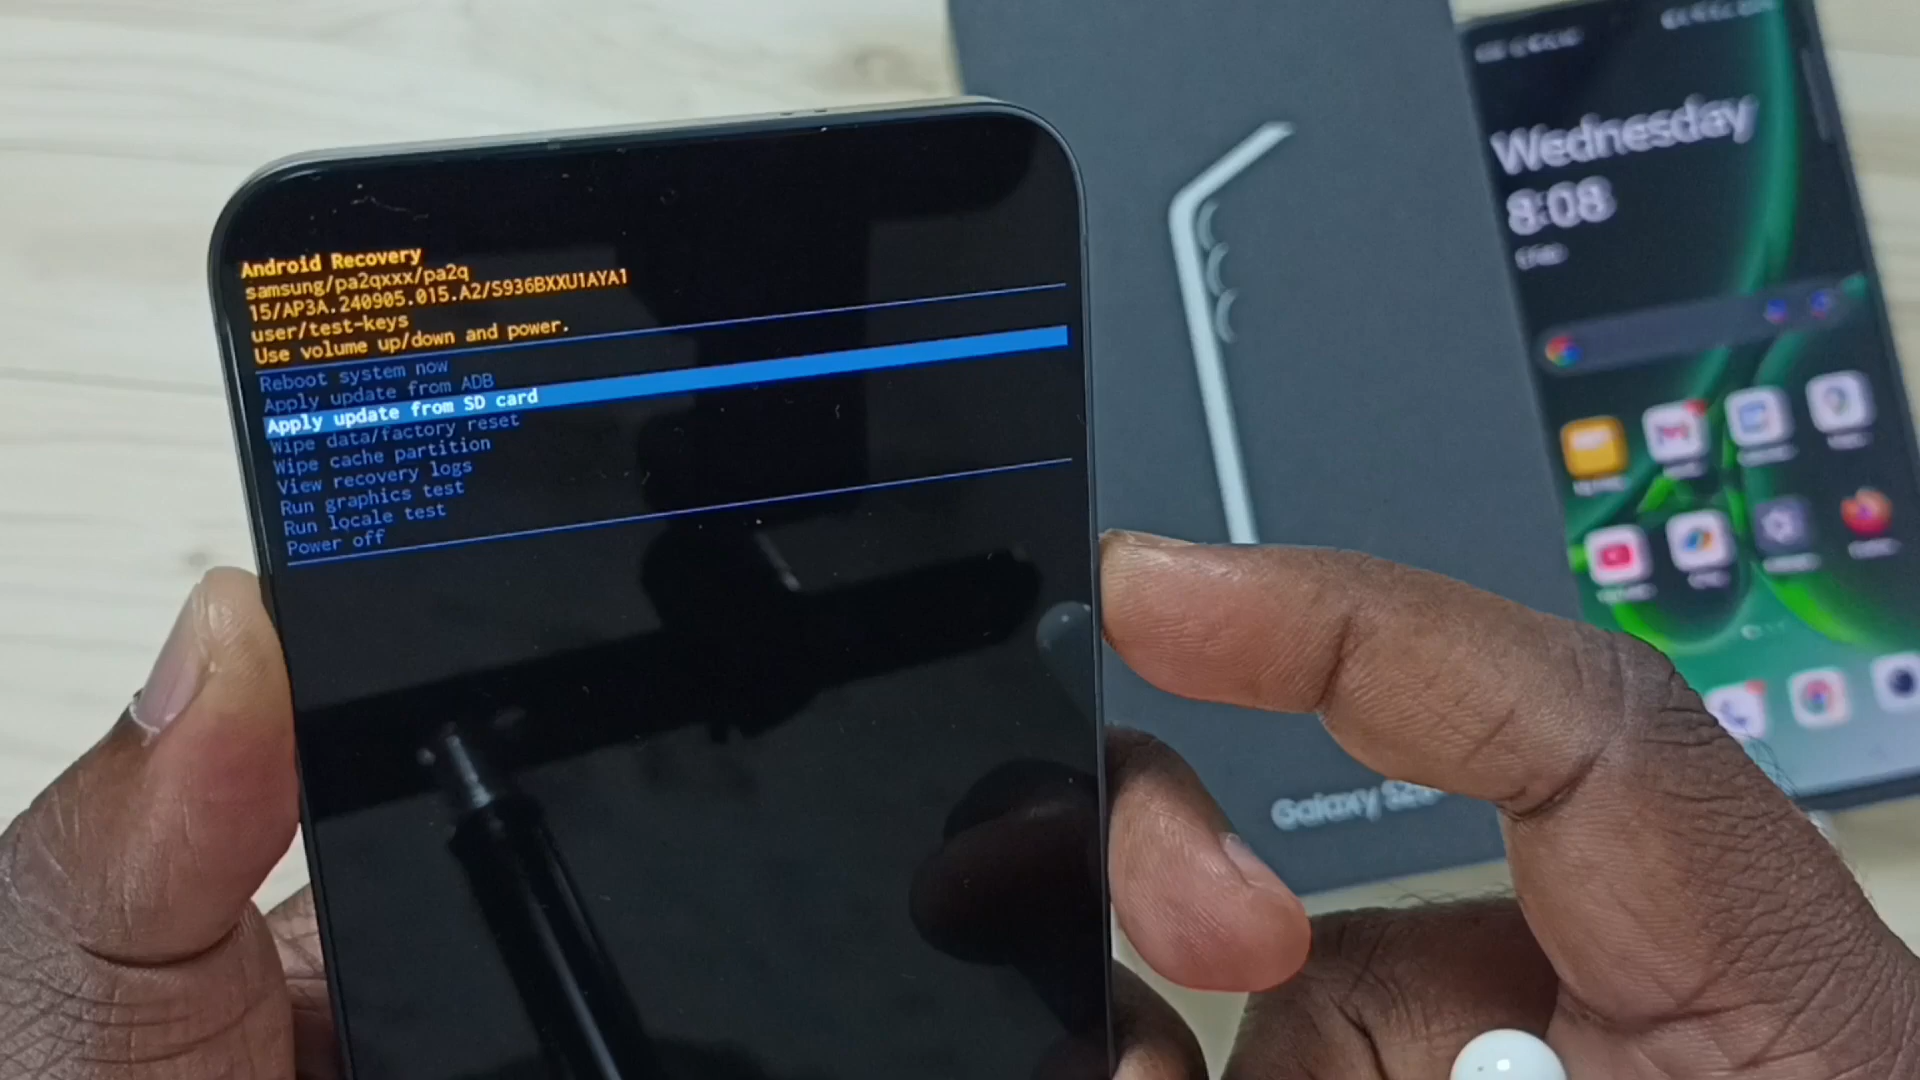 Android Recovery
samsung/pa2qxxx/pa2q
15/AP3A.240905.015.A2/S936BXXU1AYA1
user/test-keys
Use volume up/down and power.
Reboot system now
Apply update from ADB
Apply update from SD card
Wipe data/factory reset
Wipe cache partition
View recovery logs
Run graphics test
Run locale test
Power off
Galaxy
Wednesday
8:08